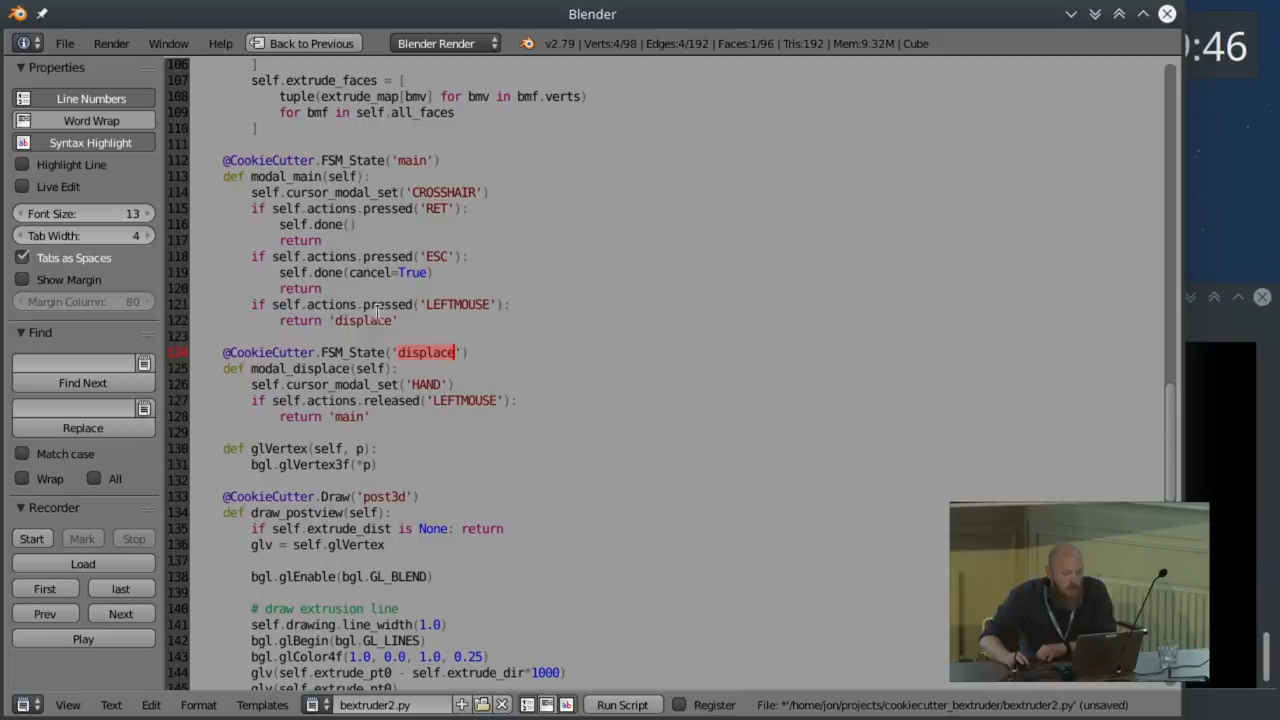 Blender
:46
File Render Window Help Back to Previous Blender Render v2.79 | Verts:4/98 | Edges:4/192 | Faces:1/96 | Tris:192 | Mem:9.32M | Cube
Properties
Line Numbers
Word Wrap
Syntax Highlight
Highlight Line
Live Edit
Font Size: 13
Tab Width: 4
Tabs as Spaces
Show Margin
Margin Column: 80
Find
Find Next
Replace
Match case
Wrap All
Recorder
Start Mark Stop
Load
First last
Prev Next
Play
106 ]
107 self.extrude_faces = [
108 tuple(extrude_map[bmv] for bmv in bmf.verts)
109 for bmf in self.all_faces
110 ]
111
112 @CookieCutter.FSM_State('main')
113 def modal_main(self):
114 self.cursor_modal_set('CROSSHAIR')
115 if self.actions.pressed('RET'):
116 self.done()
117 return
118 if self.actions.pressed('ESC'):
119 self.done(cancel=True)
120 return
121 if self.actions.pressed('LEFTMOUSE'):
122 return 'displace'
123
124 @CookieCutter.FSM_State('displace')
125 def modal_displace(self):
126 self.cursor_modal_set('HAND')
127 if self.actions.released('LEFTMOUSE'):
128 return 'main'
129
130 def glVertex(self, p):
131 bgl.glVertex3f(*p)
132
133 @CookieCutter.Draw('post3d')
134 def draw_postview(self):
135 if self.extrude_dist is None: return
136 glv = self.glVertex
137
138 bgl.glEnable(bgl.GL_BLEND)
139
140 # draw extrusion line
141 self.drawing.line_width(1.0)
142 bgl.glBegin(bgl.GL_LINES)
143 bgl.glColor4f(1.0, 0.0, 1.0, 0.25)
144 glv(self.extrude_pt0 - self.extrude_dir*1000)
145 glv(self.extrude_pt0)
View Text Edit Format Templates bextruder2.py Run Script Register File: *'/home/jon/projects/cookiecutter_bextruder/bextruder2.py' (unsaved)